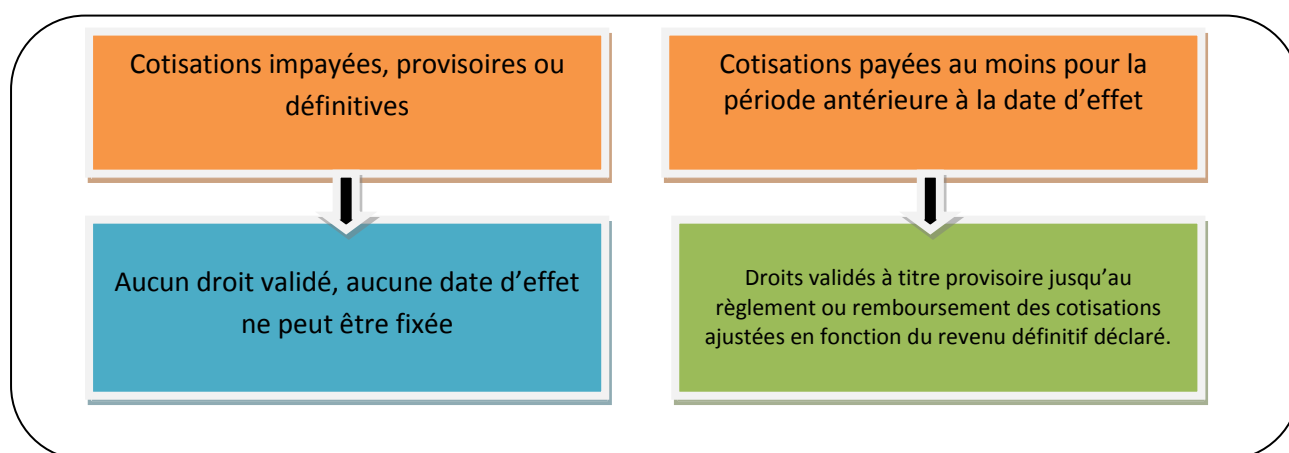 Cotisations impayées, provisoires ou
définitives
Cotisations payées au moins pour la
période antérieure à la date d’effet
Aucun droit validé, aucune date d’effet
ne peut être fixée
Droits validés à titre provisoire jusqu’au
règlement ou remboursement des cotisations
ajustées en fonction du revenu définitif déclaré.